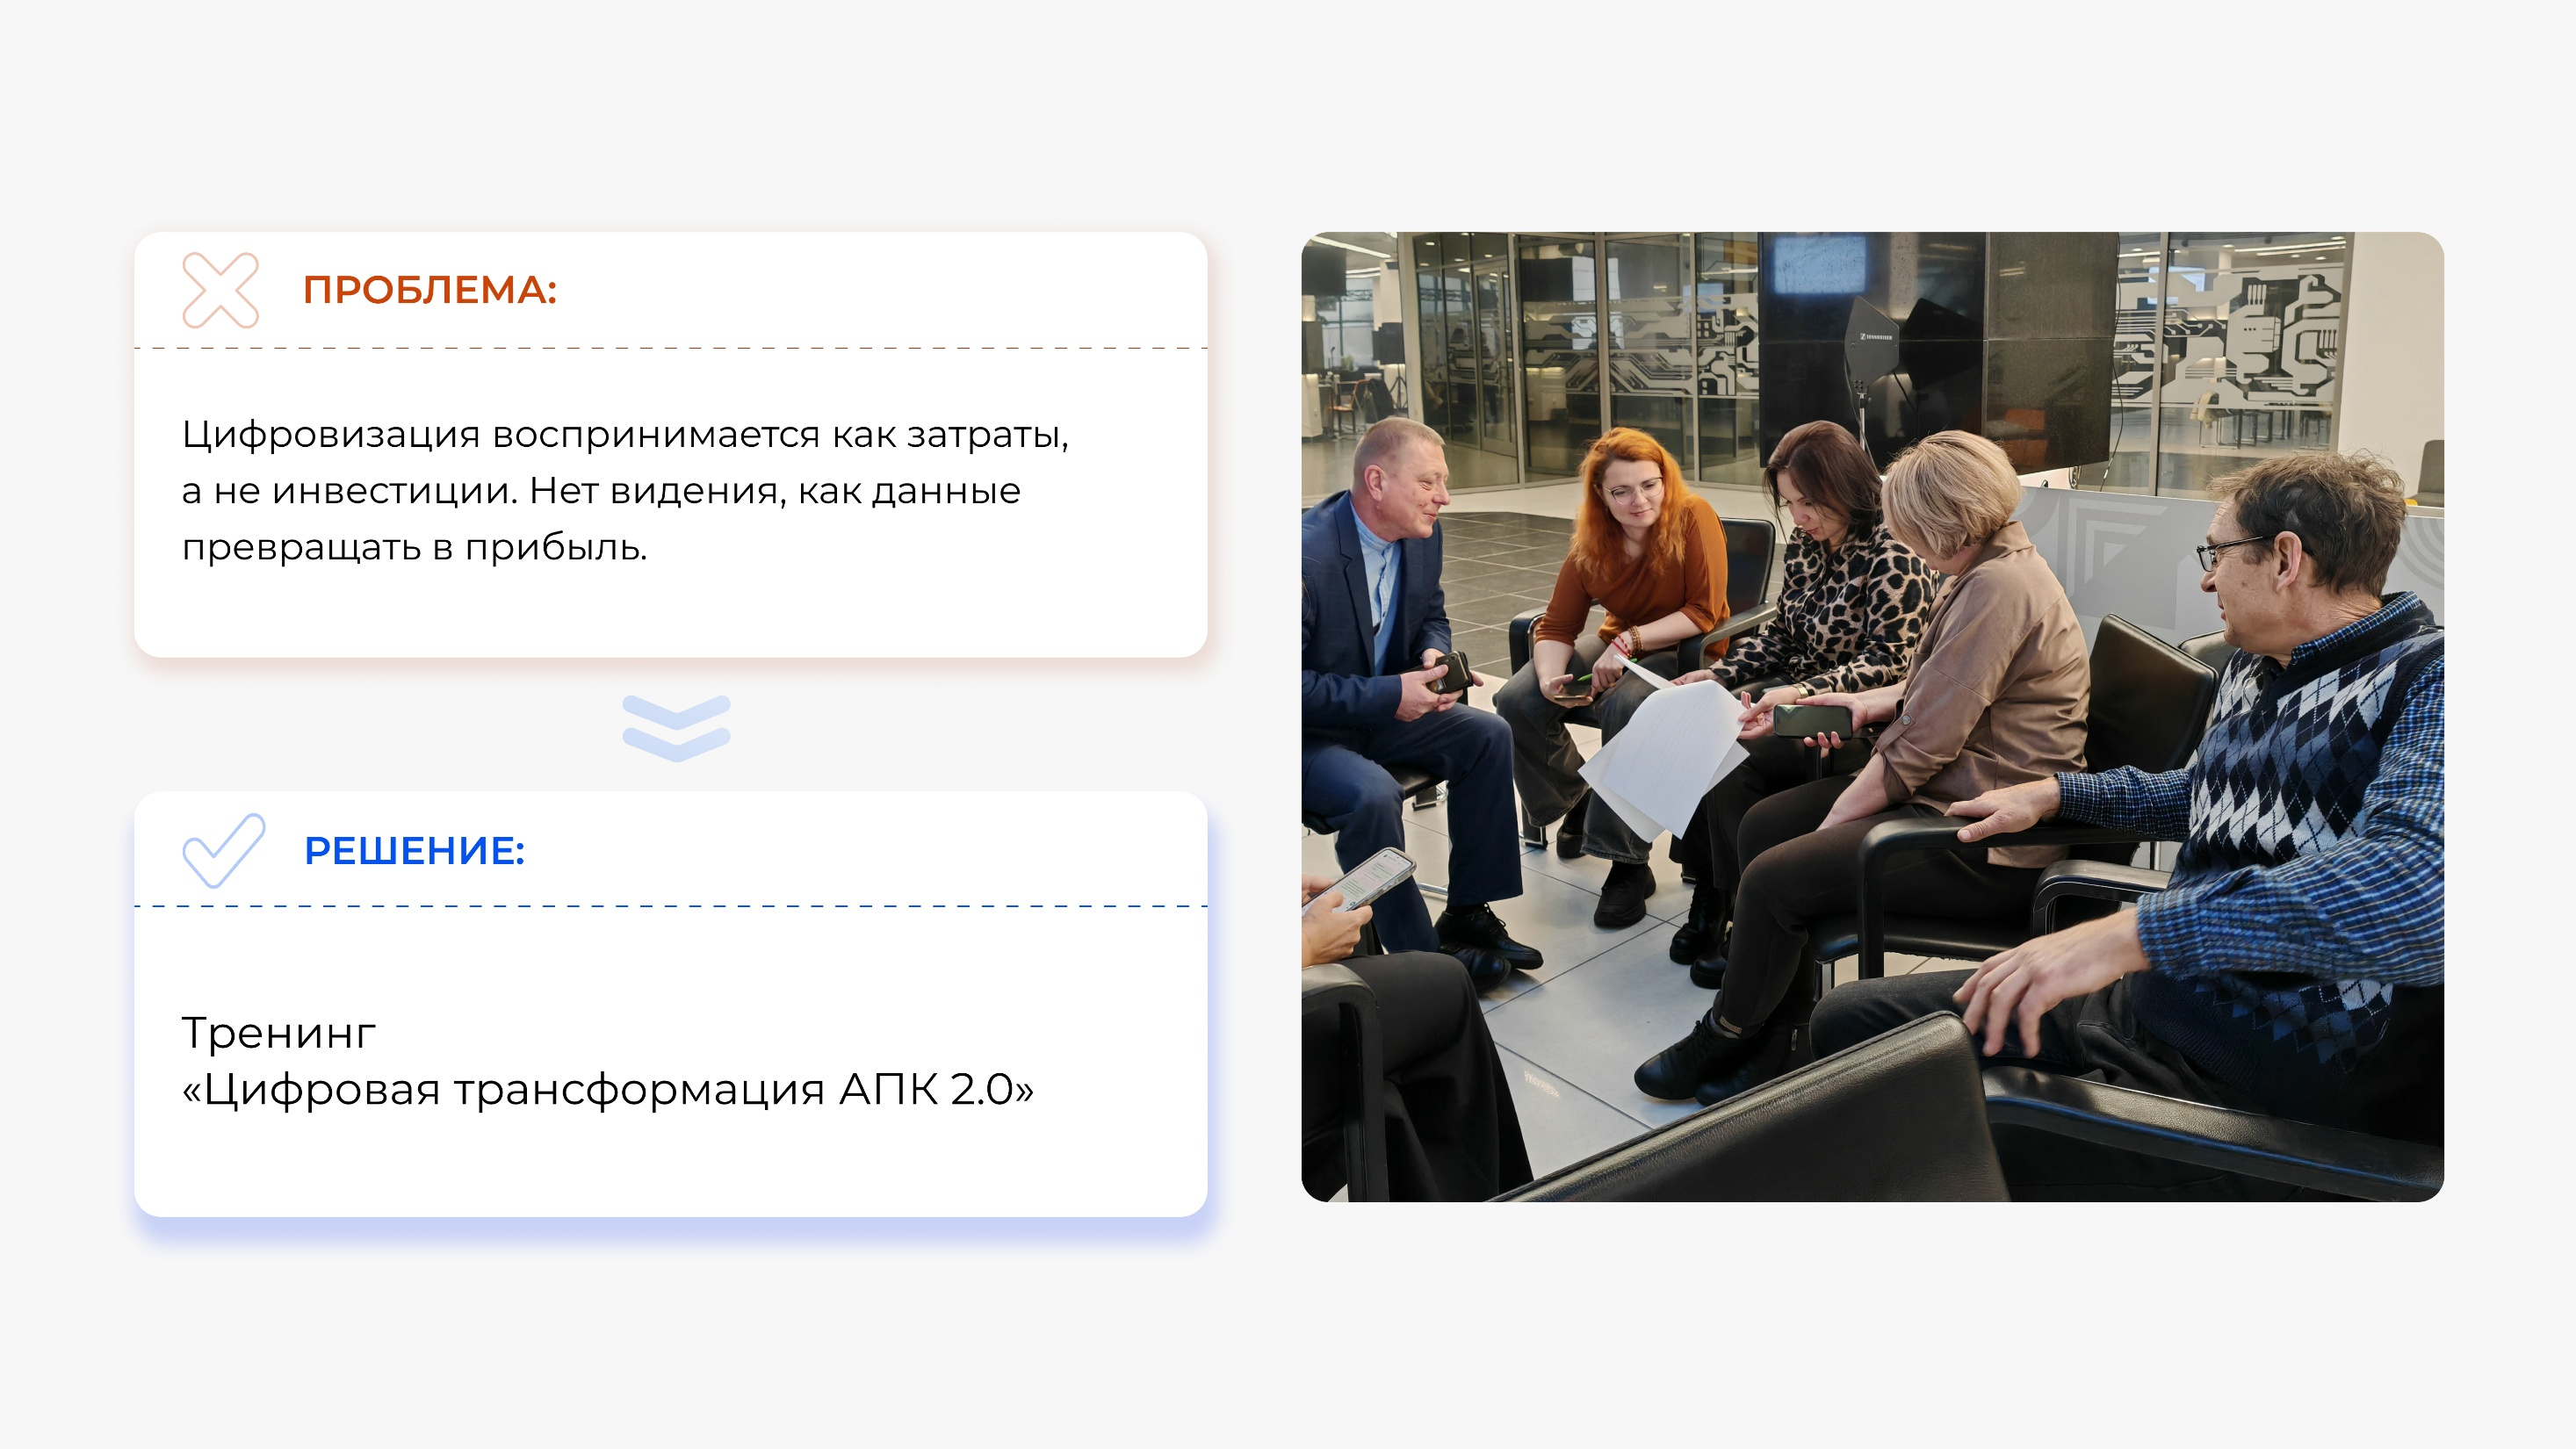 ПРОБЛЕМА:
Цифровизация воспринимается как затраты,
а не инвестиции. Нет видения, как данные
превращать в прибыль.
РЕШЕНИЕ:
Тренинг
«Цифровая трансформация АПК 2.0»